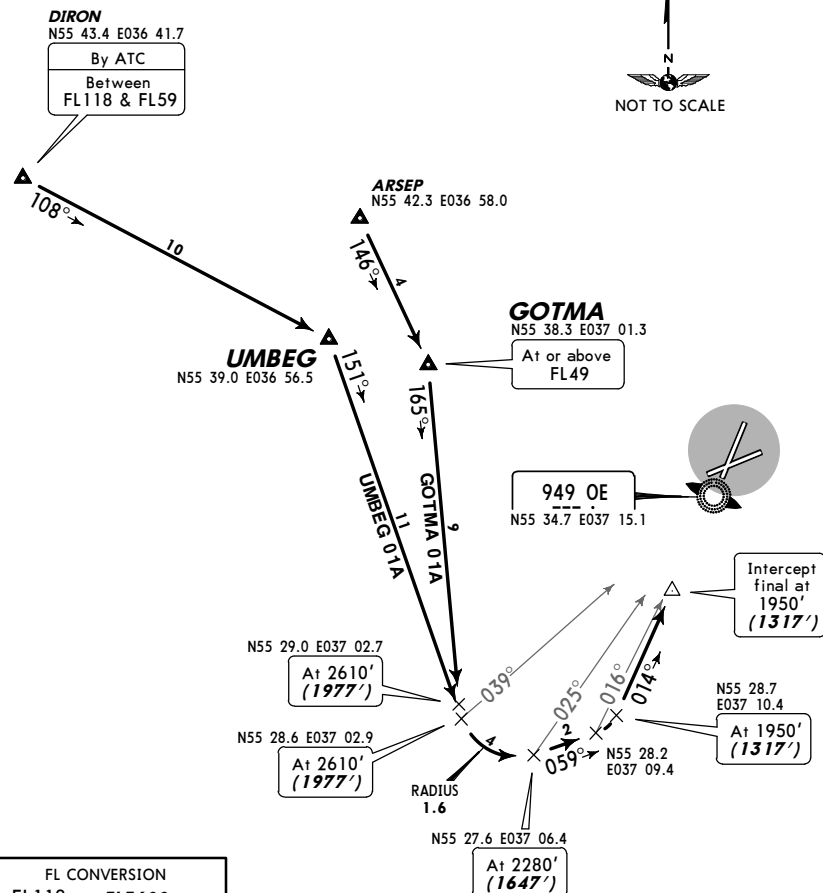 DIRON
N55 43.4 E036 41.7
By ATC
Between
FL118 & FL59
N
NOT TO SCALE
108°
10
ARSEP
N55 42.3 E036 58.0
146°
4
GOTMA
N55 38.3 E037 01.3
At or above
FL49
UMBEG
N55 39.0 E036 56.5
151°
165°
UMBEG 01A
11
GOTMA 01A
9
949 OE
N55 34.7 E037 15.1
Intercept
final at
1950'
(1317')
N55 29.0 E037 02.7
At 2610'
(1977')
039°
025°
016°
014°
N55 28.7
E037 10.4
At 1950'
(1317')
N55 28.6 E037 02.9
At 2610'
(1977')
4
2
059°
N55 28.2
E037 09.4
RADIUS
1.6
N55 27.6 E037 06.4
At 2280'
(1647')
FL CONVERSION